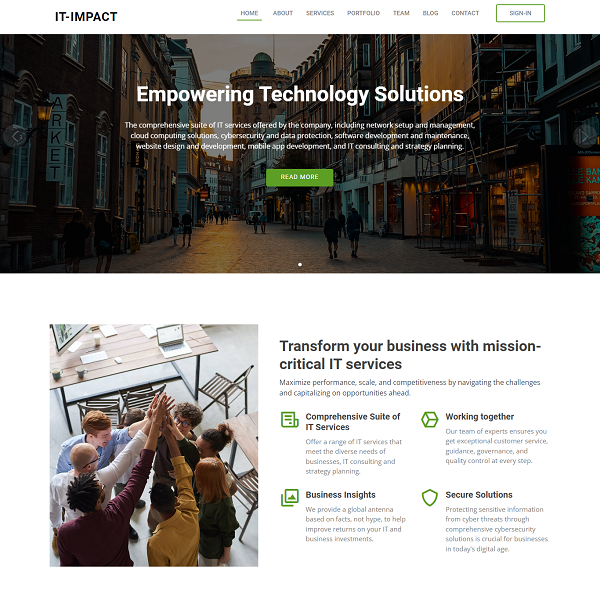 IT-IMPACT
HOME ABOUT SERVICES PORTFOLIO TEAM BLOG CONTACT SIGN-IN
ARKET
Empowering Technology Solutions
The comprehensive suite of IT services offered by the company, including network setup and management,
cloud computing solutions, cybersecurity and data protection, software development and maintenance,
website design and development, mobile app development, and IT consulting and strategy planning.
READ MORE
Transform your business with mission-
critical IT services
Maximize performance, scale, and competitiveness by navigating the challenges
and capitalizing on opportunities ahead.
Comprehensive Suite of
IT Services
Offer a range of IT services that
meet the diverse needs of
businesses, IT consulting and
strategy planning.
Working together
Our team of experts ensures you
get exceptional customer service,
guidance, governance, and
quality control at every step.
Business Insights
We provide a global antenna
based on facts, not hype, to help
improve returns on your IT and
business investments.
Secure Solutions
Protecting sensitive information
from cyber threats through
comprehensive cybersecurity
solutions is crucial for businesses
in today's digital age.